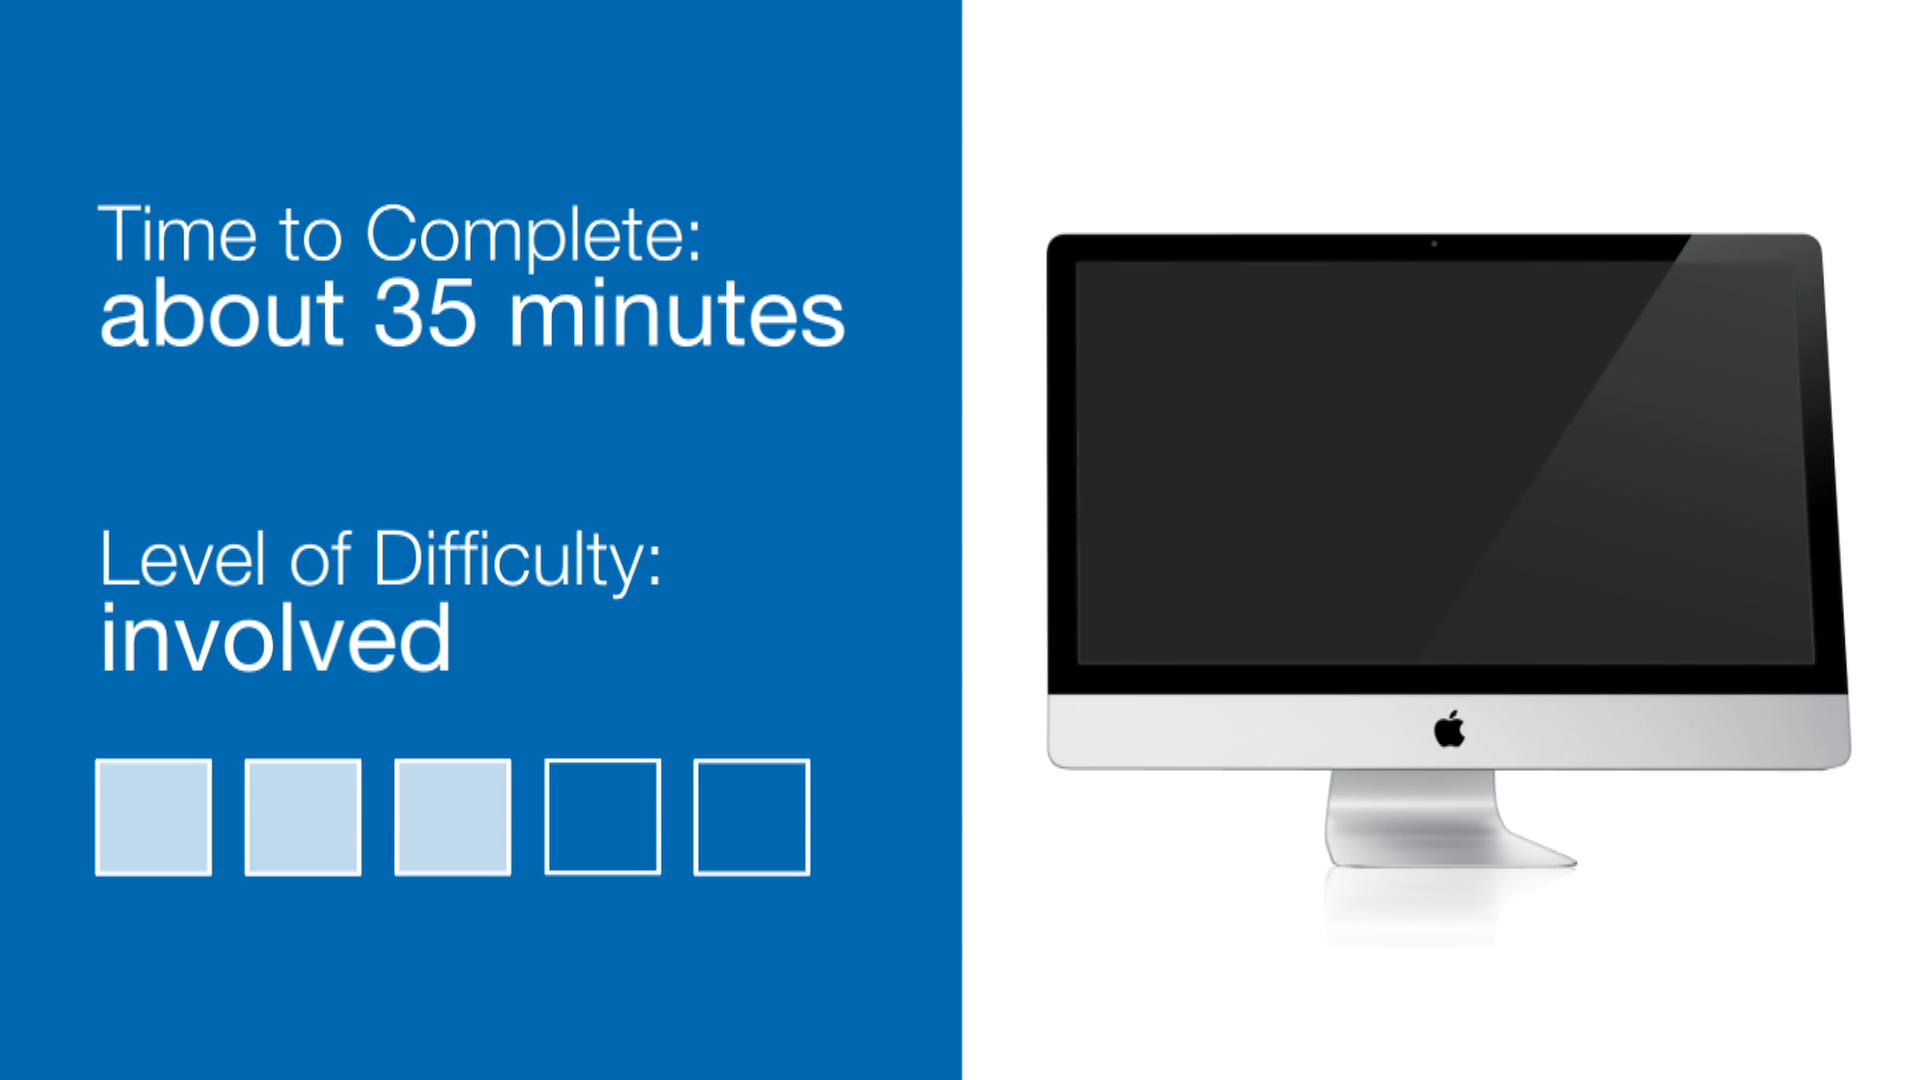 Time to Complete:
about 35 minutes
Level of Difficulty:
involved